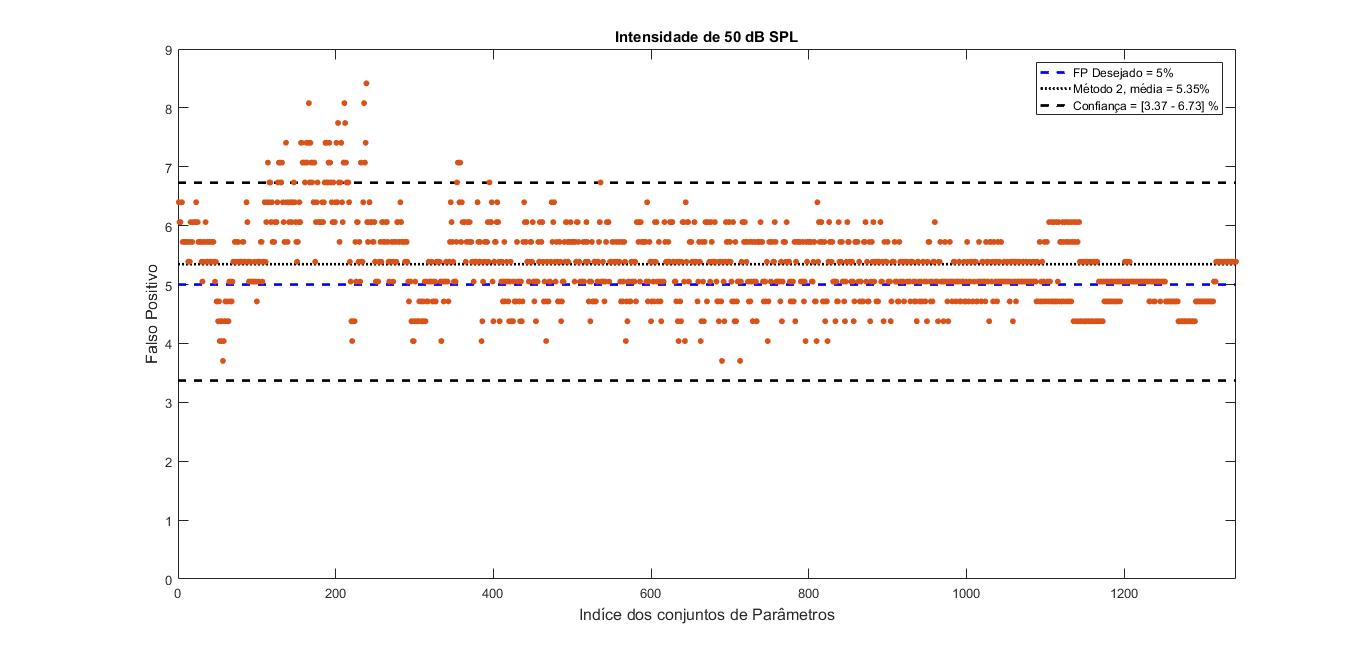 Intensidade de 50 dB SPL
FP Desejado = 5%
Método 2, média = 5.35%
Confiança = [3.37 - 6.73] %
Falso Positivo
9
8
7
6
5
4
3
2
1
0
0 200 400 600 800 1000 1200
Indíce dos conjuntos de Parâmetros